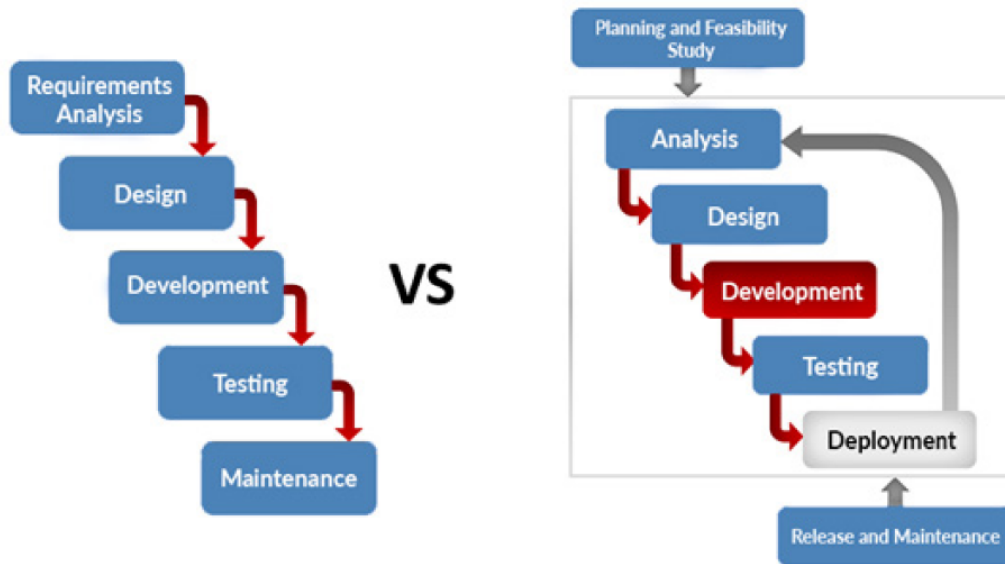 Requirements
Analysis
Design
Development
Testing
Maintenance
VS
Planning and Feasibility
Study
Analysis
Design
Development
Testing
Deployment
Release and Maintenance